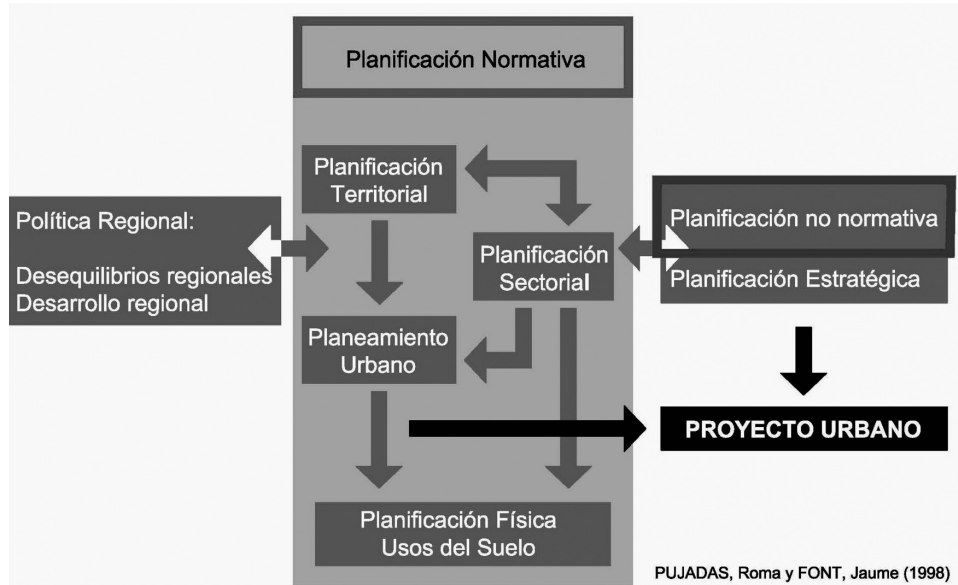 Planificación Normativa
Planificación
Territorial
Política Regional:
Desequilibrios regionales
Desarrollo regional
Planificación
Sectorial
Planificación no normativa
Planificación Estratégica
Planeamiento
Urbano
PROYECTO URBANO
Planificación Física
Usos del Suelo
PUJADAS, Roma y FONT, Jaume (1998)